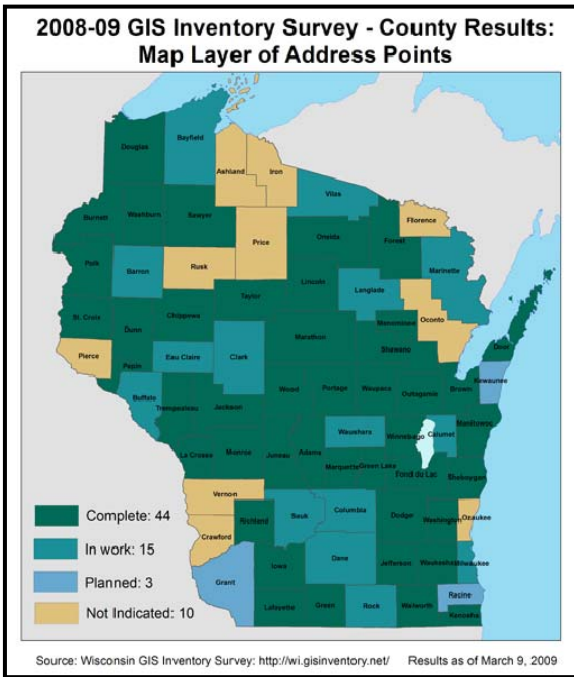 2008-09 GIS Inventory Survey - County Results:
Map Layer of Address Points
Douglas
Bayfield
Ashland
Iron
Vilas
Florence
Burnett
Washburn
Sawyer
Price
Oneida
Forest
Marinette
Polk
Barron
Rusk
Lincoln
Langlade
Oconto
Taylor
Chippewa
St. Croix
Dunn
Menominee
Door
Pierce
Pepin
Eau Claire
Clark
Marathon
Shawano
Kewaunee
Buffalo
Trempealeau
Jackson
Wood
Portage
Waupaca
Outagamie
Brown
La Crosse
Monroe
Juneau
Adams
Waushara
Winnebago
Calumet
Manitowoc
Marquette
Green Lake
Fond du Lac
Sheboygan
Vernon
Crawford
Richland
Sauk
Columbia
Dodge
Washington
Ozaukee
Grant
Iowa
Dane
Jefferson
Waukesha
Milwaukee
Lafayette
Green
Rock
Walworth
Racine
Kenosha
Complete: 44
In work: 15
Planned: 3
Not Indicated: 10
Source: Wisconsin GIS Inventory Survey: http://wi.gisinventory.net/ Results as of March 9, 2009